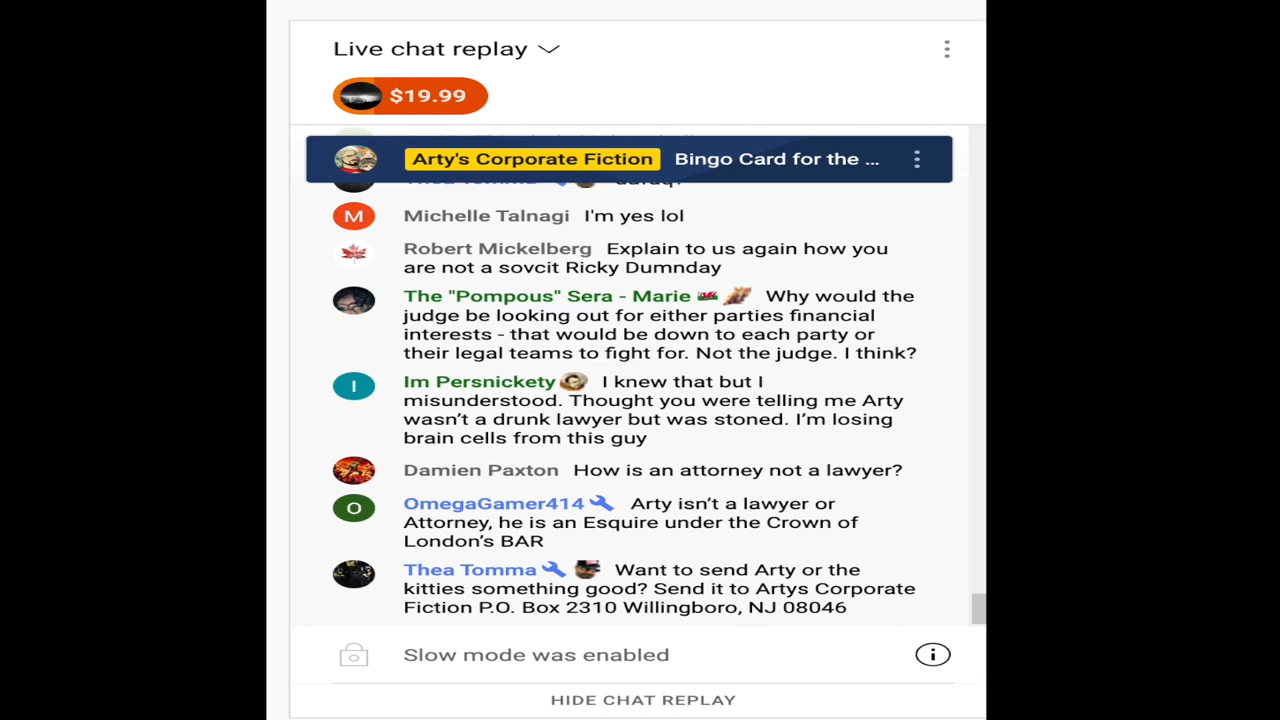 Live chat replay
$19.99
Arty's Corporate Fiction Bingo Card for the ...
Michelle Talnagi I'm yes lol
Robert Mickelberg Explain to us again how you
are not a sovcit Ricky Dumnday
The "Pompous" Sera - Marie Why would the
judge be looking out for either parties financial
interests - that would be down to each party or
their legal teams to fight for. Not the judge. I think?
I
Im Persnickety I knew that but I
misunderstood. Thought you were telling me Arty
wasn't a drunk lawyer but was stoned. I'm losing
brain cells from this guy
Damien Paxton How is an attorney not a lawyer?
O
OmegaGamer414 Arty isn't a lawyer or
Attorney, he is an Esquire under the Crown of
London's BAR
Thea Tomma Want to send Arty or the
kitties something good? Send it to Artys Corporate
Fiction P.O. Box 2310 Willingboro, NJ 08046
Slow mode was enabled
HIDE CHAT REPLAY